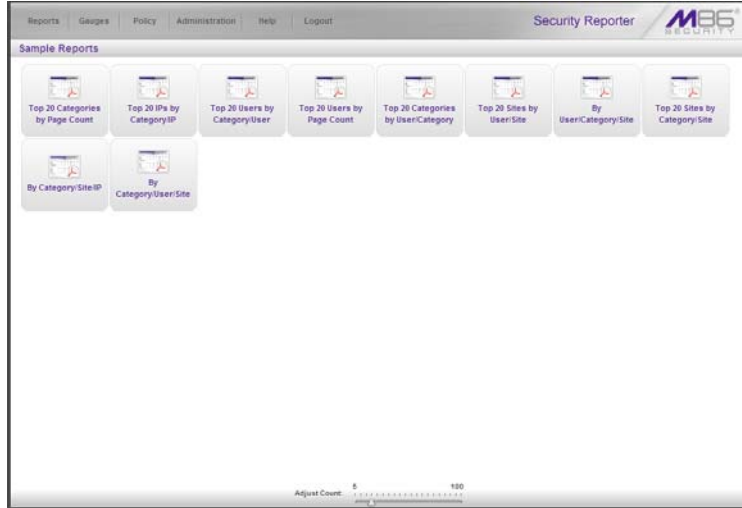 Reports Gauges Policy Administration Help Logout
Security Reporter
M86
SECURITY
Sample Reports
Top 20 Categories
by Page Count
Top 20 IPs by
Category/IP
Top 20 Users by
Category/User
Top 20 Users by
Page Count
Top 20 Categories
by User/Category
Top 20 Sites by
User/Site
By
User/Category/Site
Top 20 Sites by
Category/Site
By Category/Site/IP
By
Category/User/Site
Adjust Count:
5
100